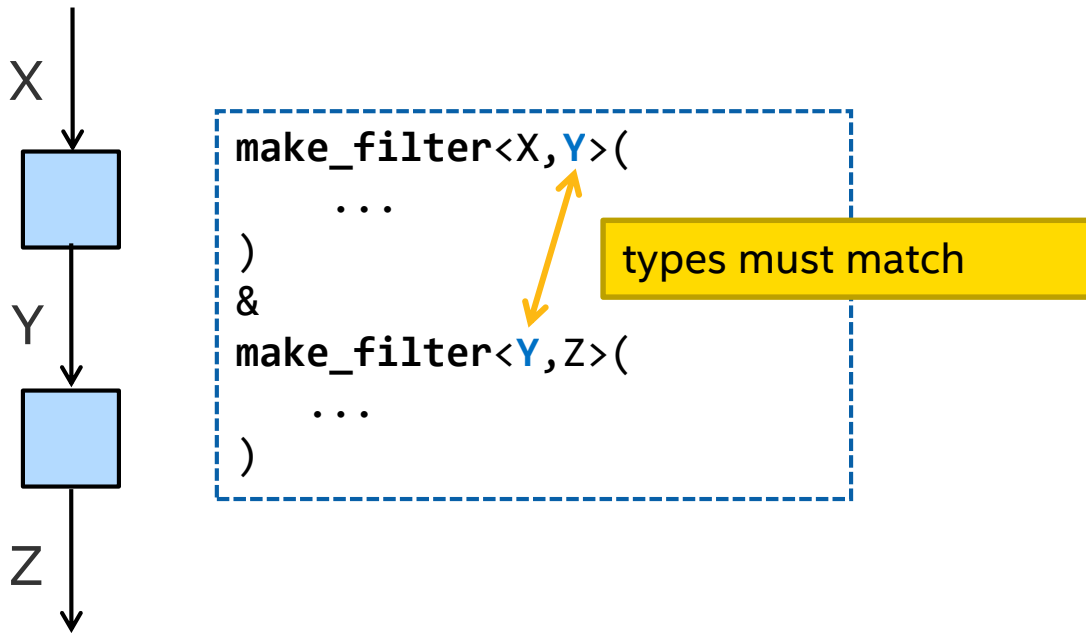 X
Y
Z
make_filter<X,Y>(
...
)
&
make_filter<Y,Z>(
...
)
types must match